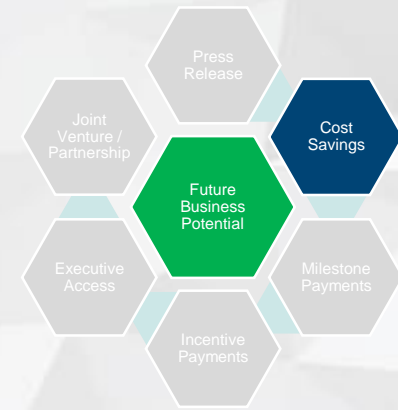 Press
Release
Joint
Venture /
Partnership
Cost
Savings
Future
Business
Potential
Executive
Access
Milestone
Payments
Incentive
Payments